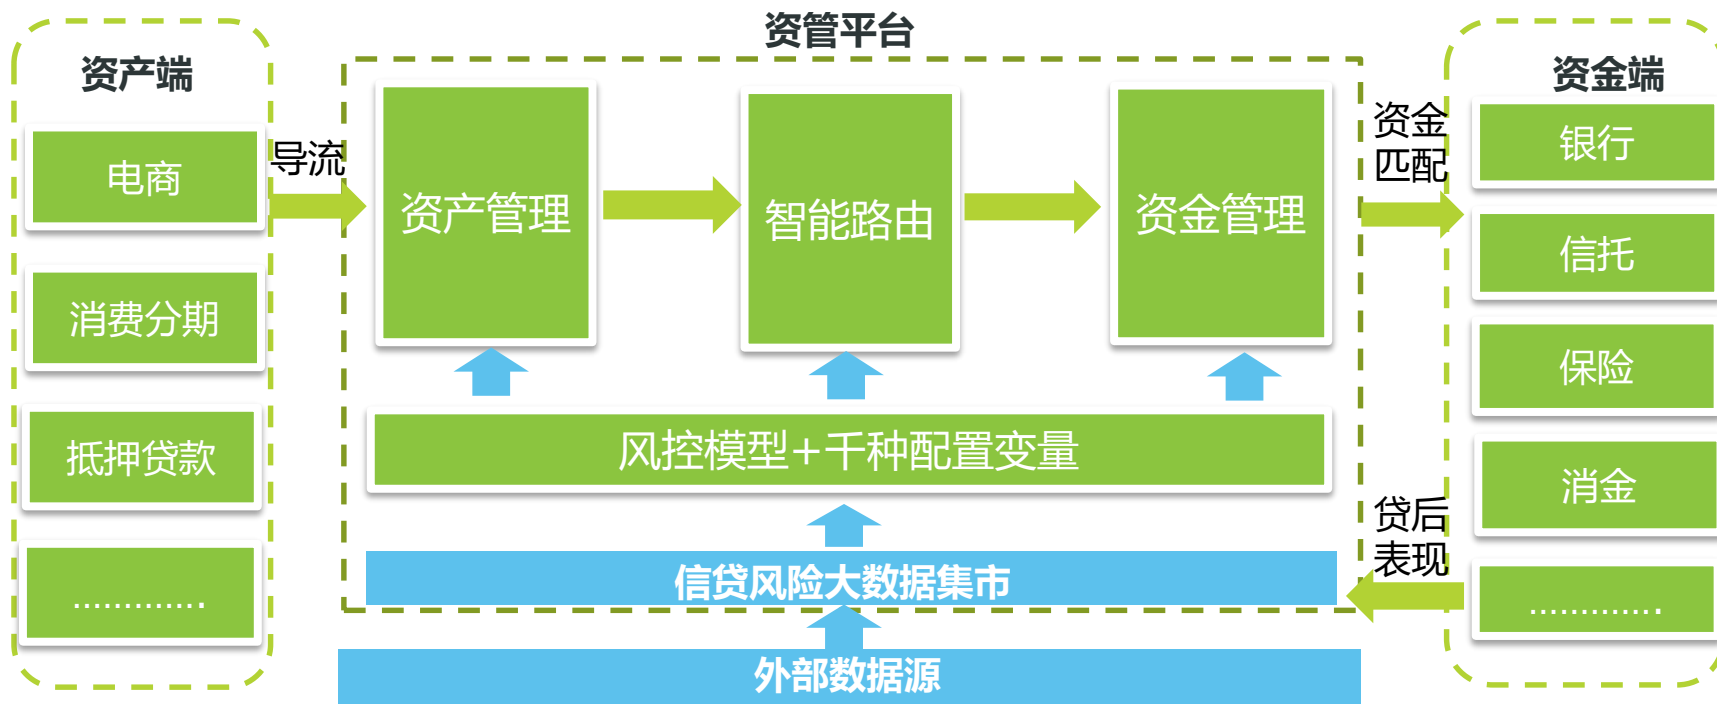 资管平台
资产端
电商
消费分期
抵押贷款
………….
导流
资产管理
智能路由
资金管理
风控模型+千种配置变量
信贷风险大数据集市
外部数据源
资金
匹配
贷后
表现
资金端
银行
信托
保险
消金
………….